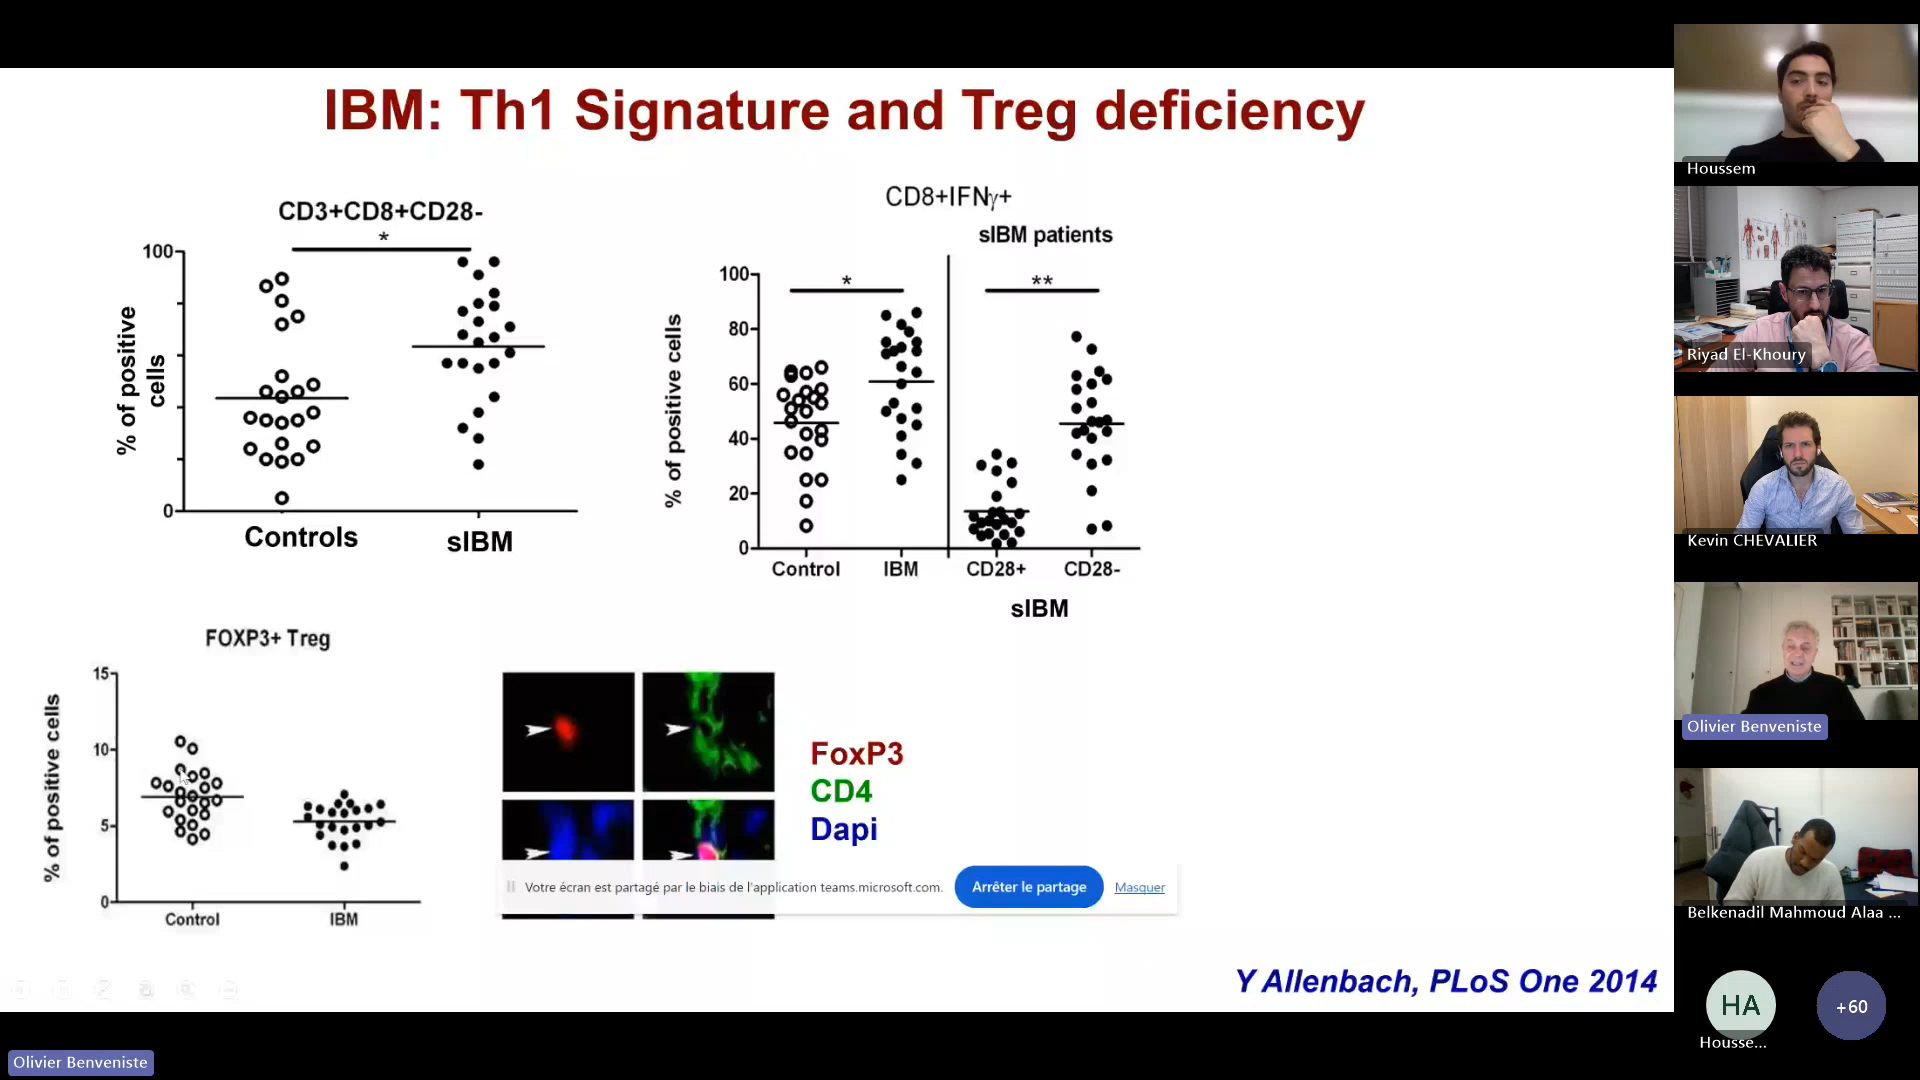 IBM: Th1 Signature and Treg deficiency
CD3+CD8+CD28-
*
100
0
% of positive
cells
Controls
sIBM
CD8+IFNγ+
sIBM patients
*
**
100
80
60
40
20
0
% of positive cells
Control
IBM
CD28+
CD28-
sIBM
FOXP3+ Treg
15
10
5
0
% of positive cells
Control
IBM
FoxP3
CD4
Dapi
Votre écran est partagé par le biais de l'application teams.microsoft.com.
Arrêter le partage
Masquer
Y Allenbach, PLoS One 2014
Olivier Benveniste
Houssem
Riyad El-Khoury
Kevin CHEVALIER
Olivier Benveniste
Belkenadil Mahmoud Alaa ...
HA
Housse...
+60